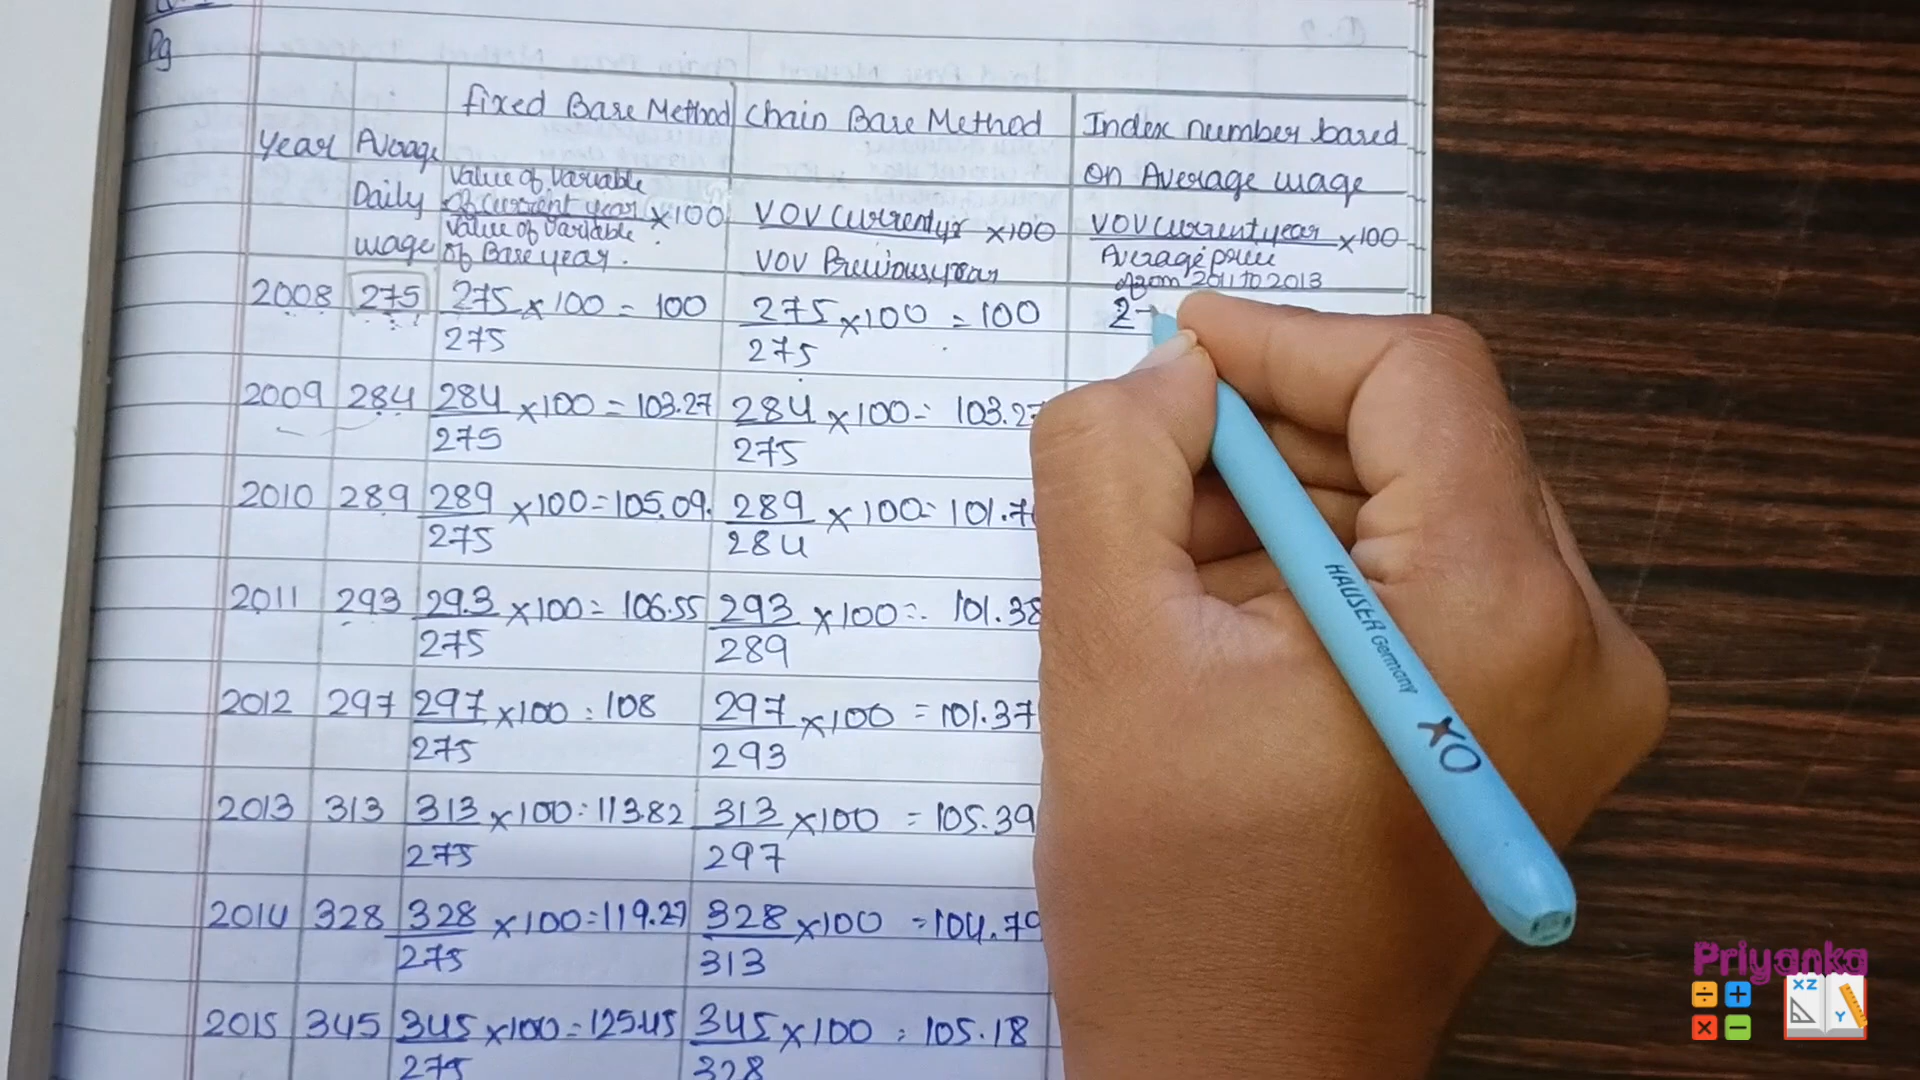 Pg
Fixed Base Method Chain Base Method Index number based
on Average wage
Year Average
Daily
wage
Value of Variable
of current year ×100
Value of Variable
of Base year.
VOV Current yr ×100
VOV Previous year
VOV Current year ×100
Average price
from 2011 to 2013
2008 275 275 ×100 = 100 275 ×100 = 100 2
275 275
2009 284 284 ×100 = 103.27 284 ×100 = 103.27
275 275
2010 289 289 ×100 = 105.09. 289 ×100 = 101.7
275 284
2011 293 293 ×100 = 106.55 293 ×100 = 101.38
275 289
2012 297 297 ×100 = 108 297 ×100 = 101.37
275 293
2013 313 313 ×100 = 113.82 313 ×100 = 105.39
275 297
2014 328 328 ×100 = 119.27 328 ×100 = 104.79
275 313
2015 345 345 ×100 = 125.45 345 ×100 = 105.18
275 328
HAUSER Germany
XO
Priyanka
XZ
Y